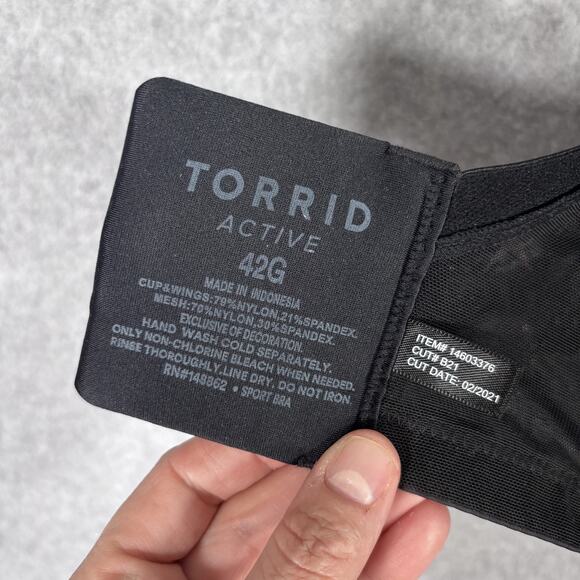 TORRID
ACTIVE
42G
MADE IN INDONESIA
CUP&WINGS:79%NYLON,21%SPANDEX.
MESH:70%NYLON,30%SPANDEX.
EXCLUSIVE OF DECORATION.
HAND WASH COLD SEPARATELY.
ONLY NON-CHLORINE BLEACH WHEN NEEDED.
RINSE THOROUGHLY.LINE DRY. DO NOT IRON.
RN#148862 • SPORT BRA
ITEM# 14603376
CUT# B21
CUT DATE: 02/2021